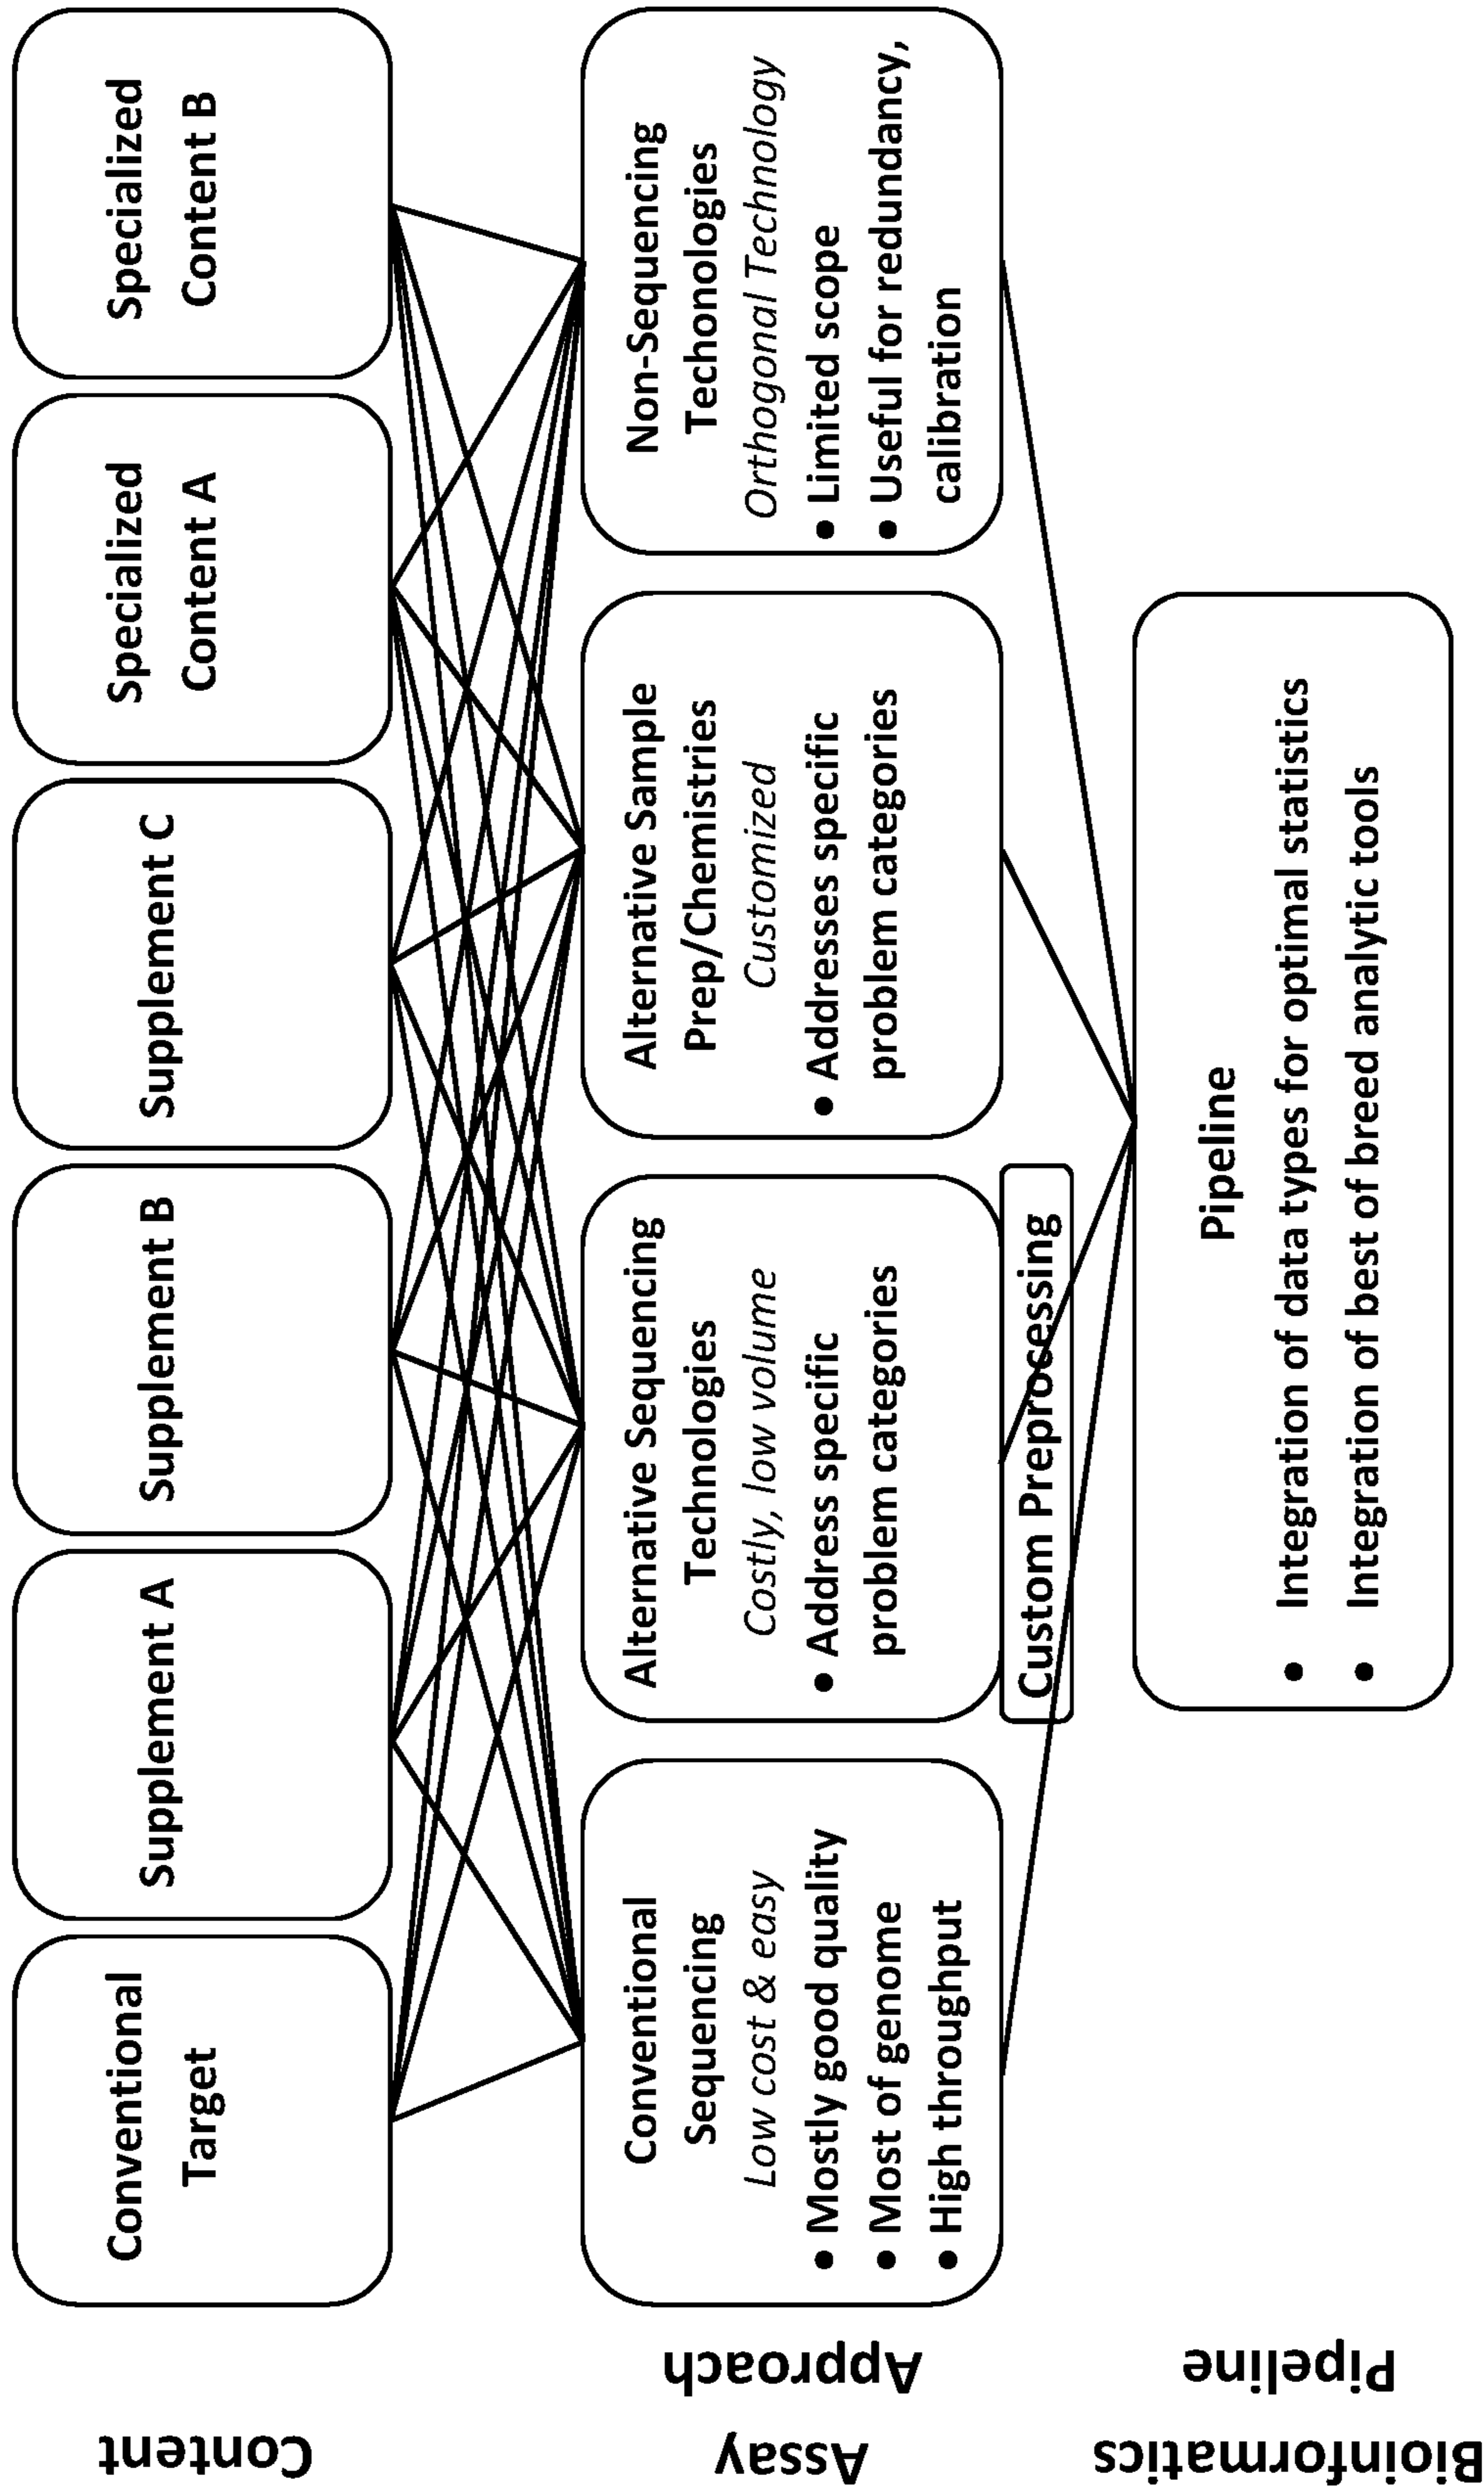 Content
Conventional
Target
Supplement A
Supplement B
Supplement C
Specialized
Content A
Specialized
Content B
Assay
Approach
Conventional
Sequencing
Low cost & easy
• Mostly good quality
• Most of genome
• High throughput
Alternative Sequencing
Technologies
Costly, low volume
• Address specific
problem categories
Custom Preprocessing
Alternative Sample
Prep/Chemistries
Customized
• Addresses specific
problem categories
Non-Sequencing
Techonologies
Orthogonal Technology
• Limited scope
• Useful for redundancy,
calibration
Bioinformatics
Pipeline
Pipeline
• Integration of data types for optimal statistics
• Integration of best of breed analytic tools